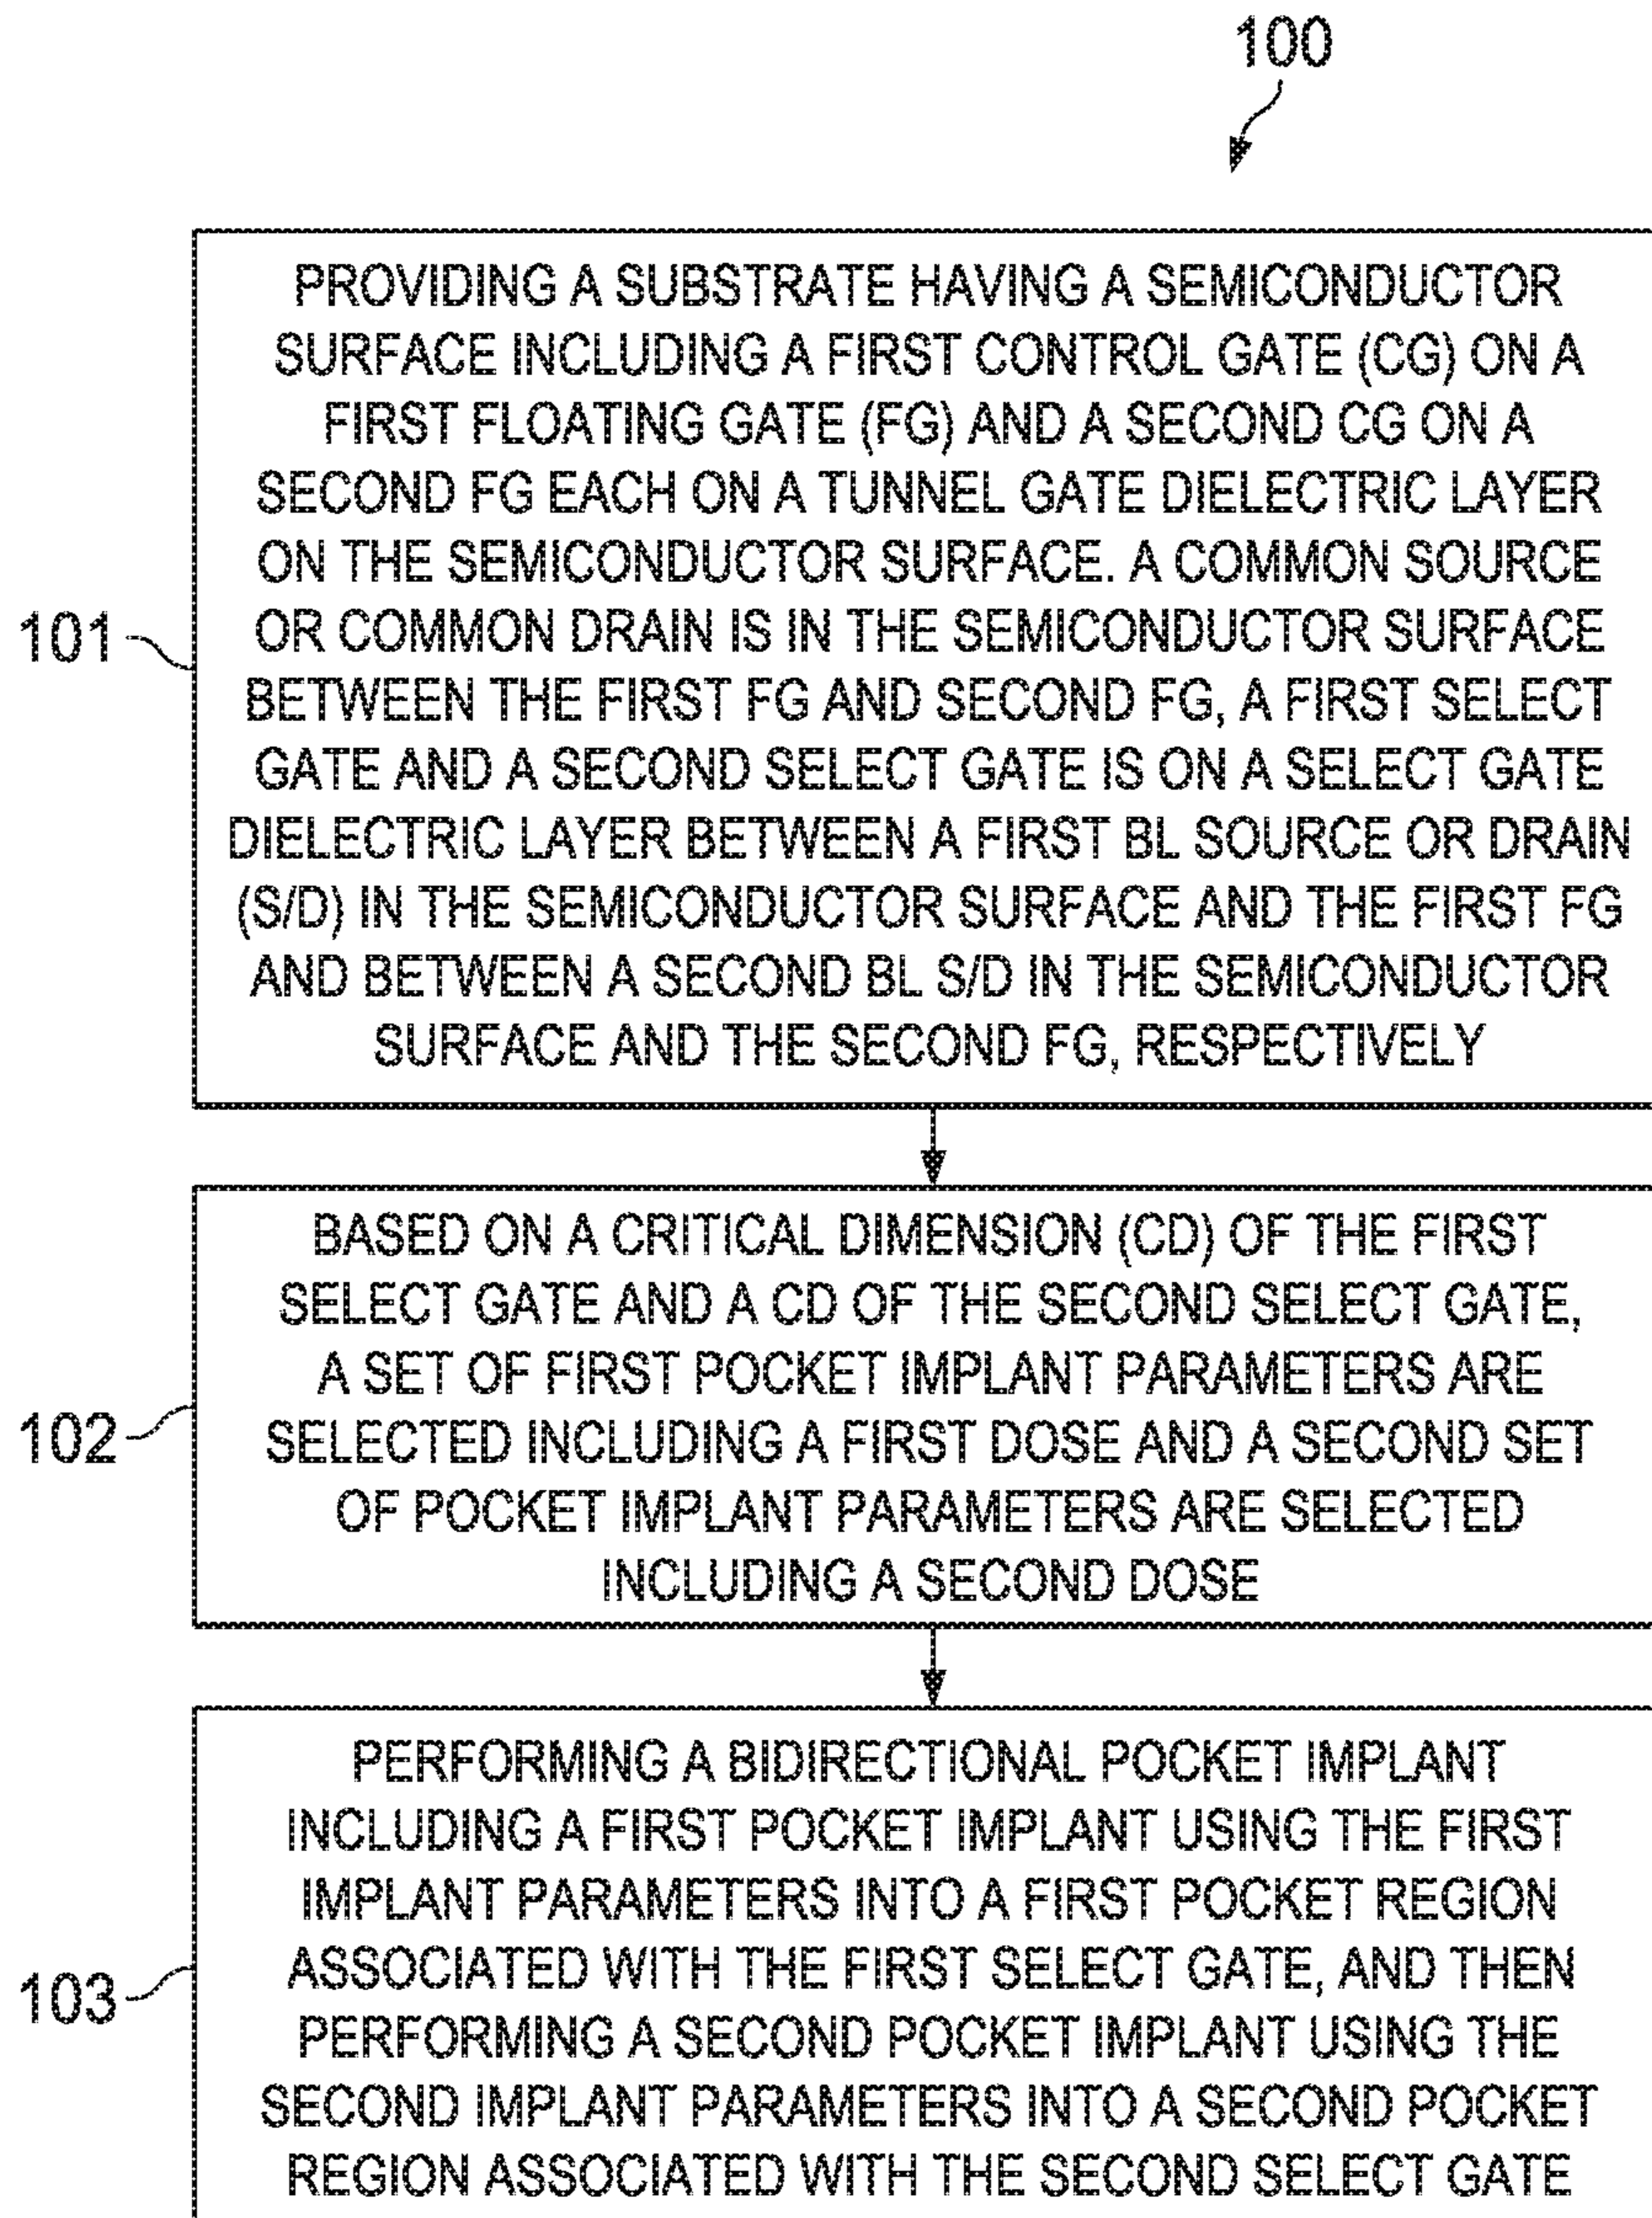 100
PROVIDING A SUBSTRATE HAVING A SEMICONDUCTOR
SURFACE INCLUDING A FIRST CONTROL GATE (CG) ON A
FIRST FLOATING GATE (FG) AND A SECOND CG ON A
SECOND FG EACH ON A TUNNEL GATE DIELECTRIC LAYER
ON THE SEMICONDUCTOR SURFACE. A COMMON SOURCE
OR COMMON DRAIN IS IN THE SEMICONDUCTOR SURFACE
BETWEEN THE FIRST FG AND SECOND FG, A FIRST SELECT
GATE AND A SECOND SELECT GATE IS ON A SELECT GATE
DIELECTRIC LAYER BETWEEN A FIRST BL SOURCE OR DRAIN
(S/D) IN THE SEMICONDUCTOR SURFACE AND THE FIRST FG
AND BETWEEN A SECOND BL S/D IN THE SEMICONDUCTOR
SURFACE AND THE SECOND FG, RESPECTIVELY
101
BASED ON A CRITICAL DIMENSION (CD) OF THE FIRST
SELECT GATE AND A CD OF THE SECOND SELECT GATE,
A SET OF FIRST POCKET IMPLANT PARAMETERS ARE
SELECTED INCLUDING A FIRST DOSE AND A SECOND SET
OF POCKET IMPLANT PARAMETERS ARE SELECTED
INCLUDING A SECOND DOSE
102
PERFORMING A BIDIRECTIONAL POCKET IMPLANT
INCLUDING A FIRST POCKET IMPLANT USING THE FIRST
IMPLANT PARAMETERS INTO A FIRST POCKET REGION
ASSOCIATED WITH THE FIRST SELECT GATE, AND THEN
PERFORMING A SECOND POCKET IMPLANT USING THE
SECOND IMPLANT PARAMETERS INTO A SECOND POCKET
REGION ASSOCIATED WITH THE SECOND SELECT GATE
103